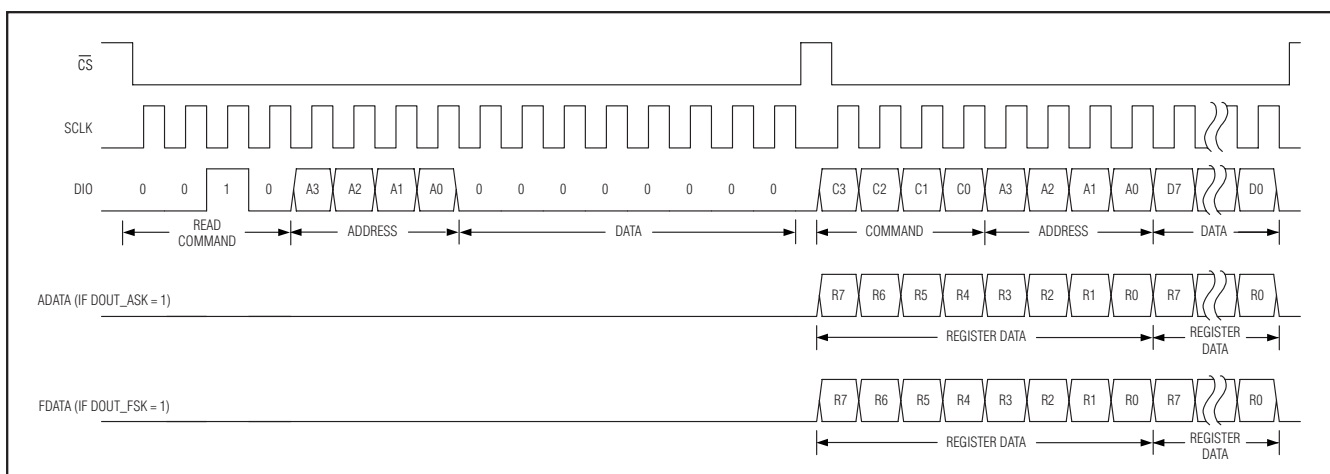 CS
SCLK
DIO 0 0 1 0 A3 A2 A1 A0 0 0 0 0 0 0 0 0 C3 C2 C1 C0 A3 A2 A1 A0 D7 D0
READ COMMAND ADDRESS DATA COMMAND ADDRESS DATA
ADATA (IF DOUT_ASK = 1) R7 R6 R5 R4 R3 R2 R1 R0 R7 R0
REGISTER DATA REGISTER DATA
FDATA (IF DOUT_FSK = 1) R7 R6 R5 R4 R3 R2 R1 R0 R7 R0
REGISTER DATA REGISTER DATA